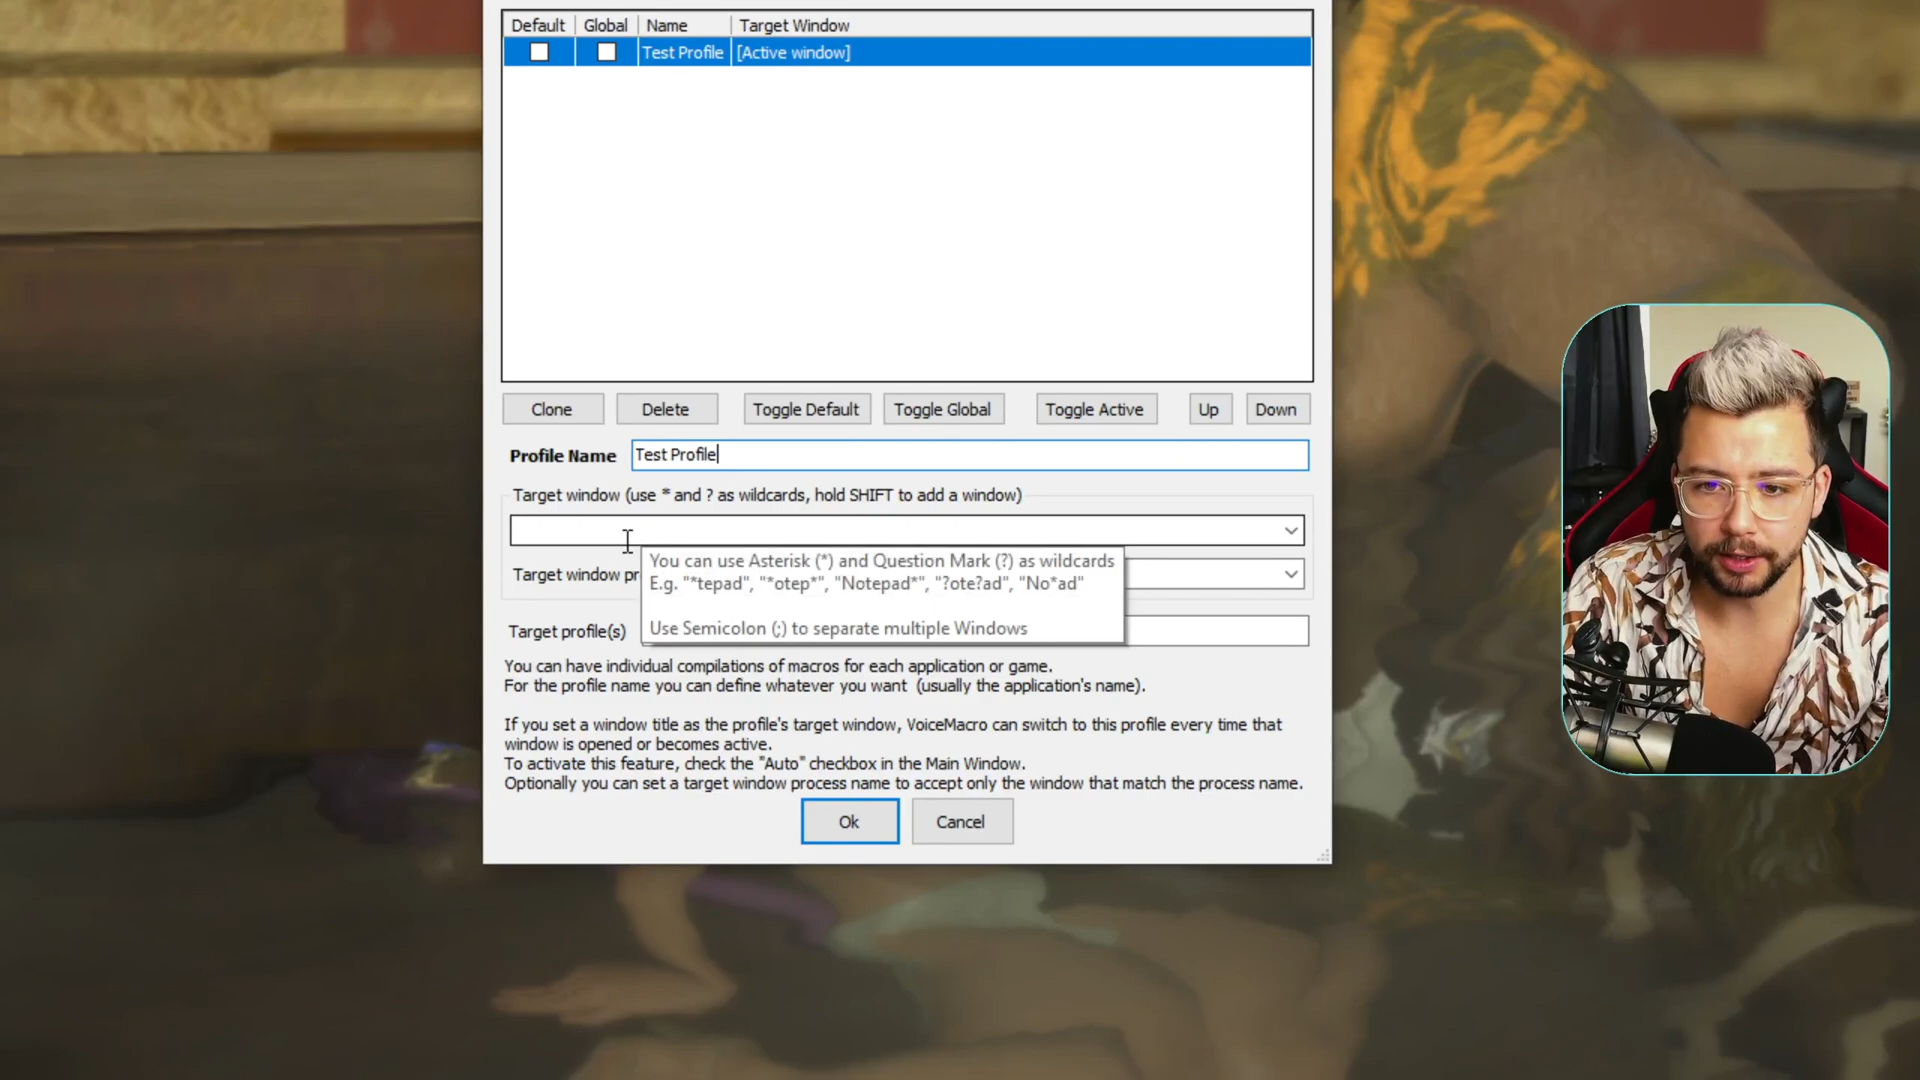 Default Global Name Target Window
Test Profile [Active window]
Clone Delete Toggle Default Toggle Global Toggle Active Up Down
Profile Name Test Profile
Target window (use * and ? as wildcards, hold SHIFT to add a window)
You can use Asterisk (*) and Question Mark (?) as wildcards
Target window pr
E.g. "*tepad", "*otep*", "Notepad*", "?ote?ad", "No*ad"
Use Semicolon (;) to separate multiple Windows
Target profile(s)
You can have individual compilations of macros for each application or game.
For the profile name you can define whatever you want (usually the application's name).
If you set a window title as the profile's target window, VoiceMacro can switch to this profile every time that
window is opened or becomes active.
To activate this feature, check the "Auto" checkbox in the Main Window.
Optionally you can set a target window process name to accept only the window that match the process name.
Ok Cancel